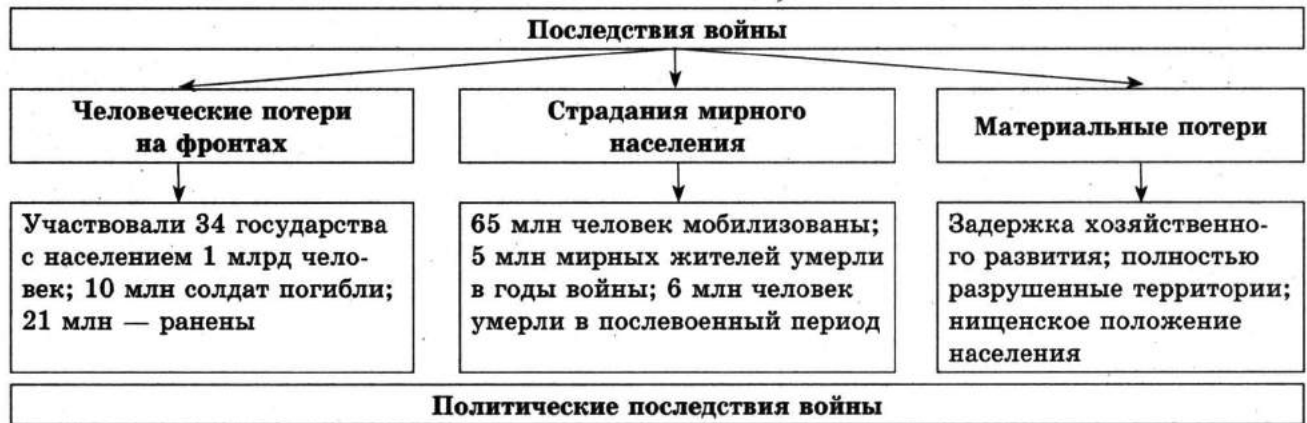 Последствия войны
Человеческие потери
на фронтах
Страдания мирного
населения
Материальные потери
Участвовали 34 государства
с населением 1 млрд чело-
век; 10 млн солдат погибли;
21 млн — ранены
65 млн человек мобилизованы;
5 млн мирных жителей умерли
в годы войны; 6 млн человек
умерли в послевоенный период
Задержка хозяйственно-
го развития; полностью
разрушенные территории;
нищенское положение
населения
Политические последствия войны